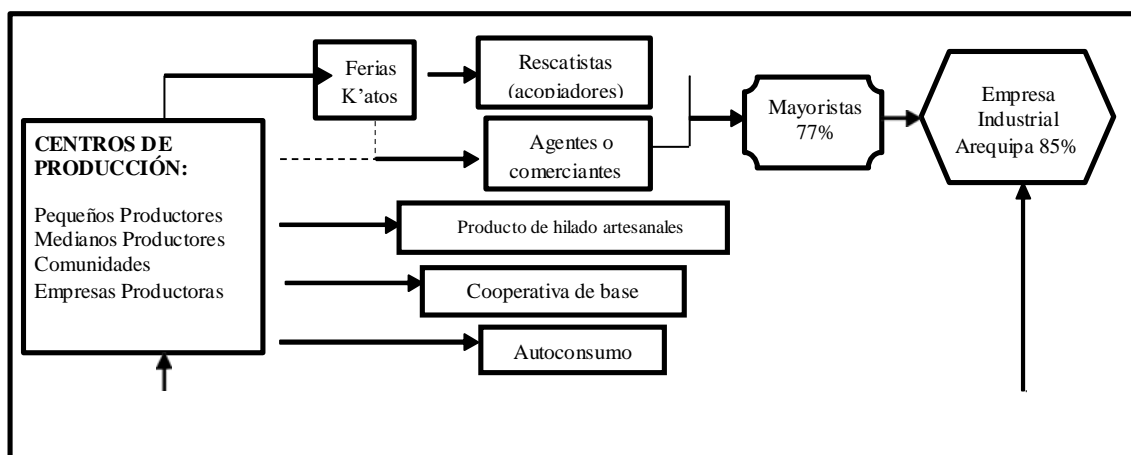 CENTROS DE
PRODUCCIÓN:
Pequeños Productores
Medianos Productores
Comunidades
Empresas Productoras
Ferias
K'atos
Rescatistas
(acopiadores)
Agentes o
comerciantes
Producto de hilado artesanales
Cooperativa de base
Autoconsumo
Mayoristas
77%
Empresa
Industrial
Arequipa 85%